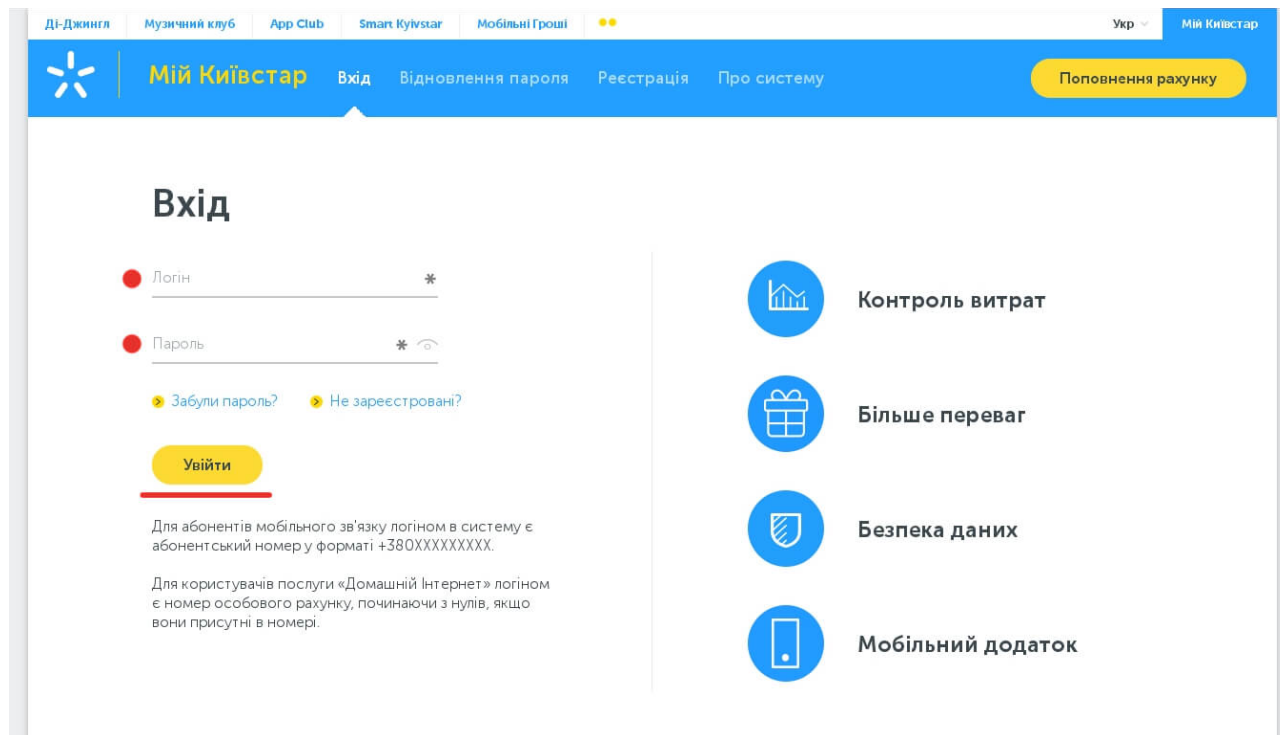 Ді-Джингл Музичний клуб App Club Smart Kyivstar Мобільні Гроші Укр Мій Київстар
Мій Київстар Вхід Відновлення пароля Реєстрація Про систему Поповнення рахунку
Вхід
Логін *
Пароль *
Забули пароль? Не зареєстровані?
Увійти
Для абонентів мобільного зв'язку логіном в систему є
абонентський номер у форматі +380XXXXXXXXX.
Для користувачів послуги «Домашній Інтернет» логіном
є номер особового рахунку, починаючи з нулів, якщо
вони присутні в номері.
Контроль витрат
Більше переваг
Безпека даних
Мобільний додаток